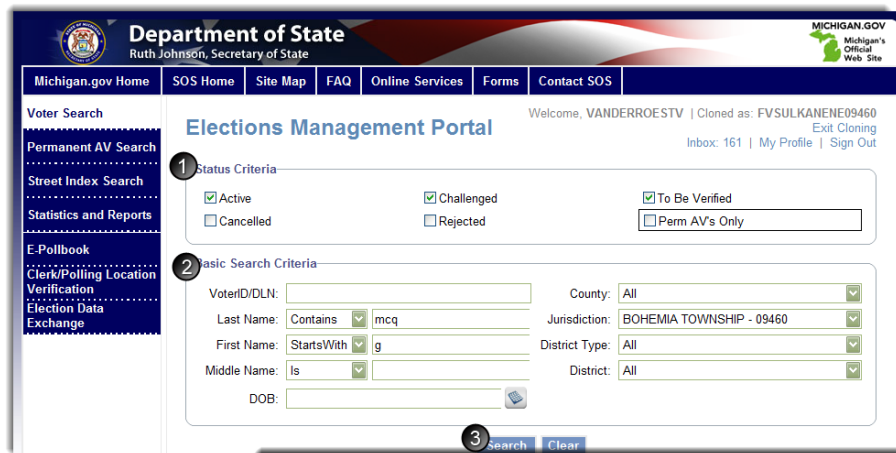 Department of State
Ruth Johnson, Secretary of State
MICHIGAN.GOV
Michigan's
Official
Web Site
Michigan.gov Home SOS Home Site Map FAQ Online Services Forms Contact SOS
Voter Search
Permanent AV Search
Street Index Search
Statistics and Reports
E-Pollbook
Clerk/Polling Location
Verification
Election Data
Exchange
Welcome, VANDERROESTV | Cloned as: FVSULKANENE09460
Exit Cloning
Elections Management Portal
Inbox: 161 | My Profile | Sign Out
1 Status Criteria
Active Challenged To Be Verified
Cancelled Rejected Perm AV's Only
2 Basic Search Criteria
VoterID/DLN: County: All
Last Name: Contains mcq Jurisdiction: BOHEMIA TOWNSHIP - 09460
First Name: StartsWith g District Type: All
Middle Name: Is District: All
DOB:
3 Search Clear